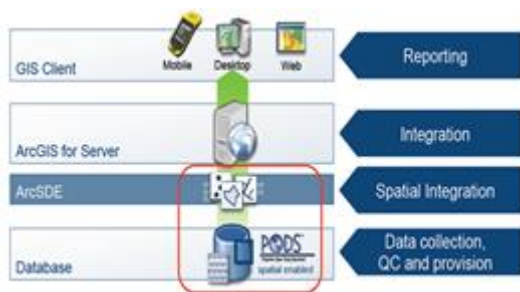 Mobile
Desktop
Web
GIS Client
Reporting
ArcGIS for Server
Integration
ArcSDE
Spatial Integration
PODS
spatial enabled
Database
Data collection,
QC and provision